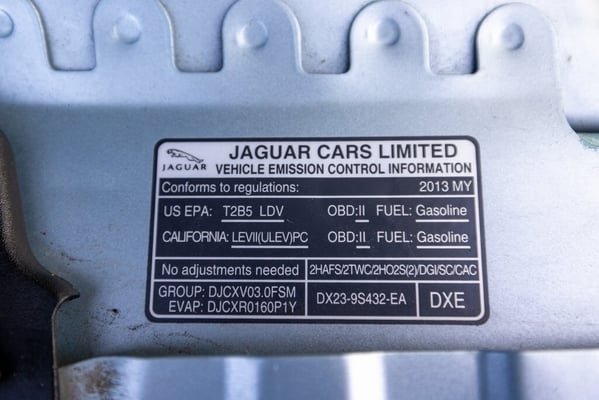 JAGUAR
JAGUAR CARS LIMITED
VEHICLE EMISSION CONTROL INFORMATION
Conforms to regulations: 2013 MY
US EPA: T2B5 LDV OBD:II FUEL: Gasoline
CALIFORNIA: LEVII(ULEV)PC OBD:II FUEL: Gasoline
No adjustments needed 2HAFS/2TWC/2HO2S(2)/DGI/SC/CAC
GROUP: DJCXV03.0FSM
EVAP: DJCXR0160P1Y
DX23-9S432-EA DXE